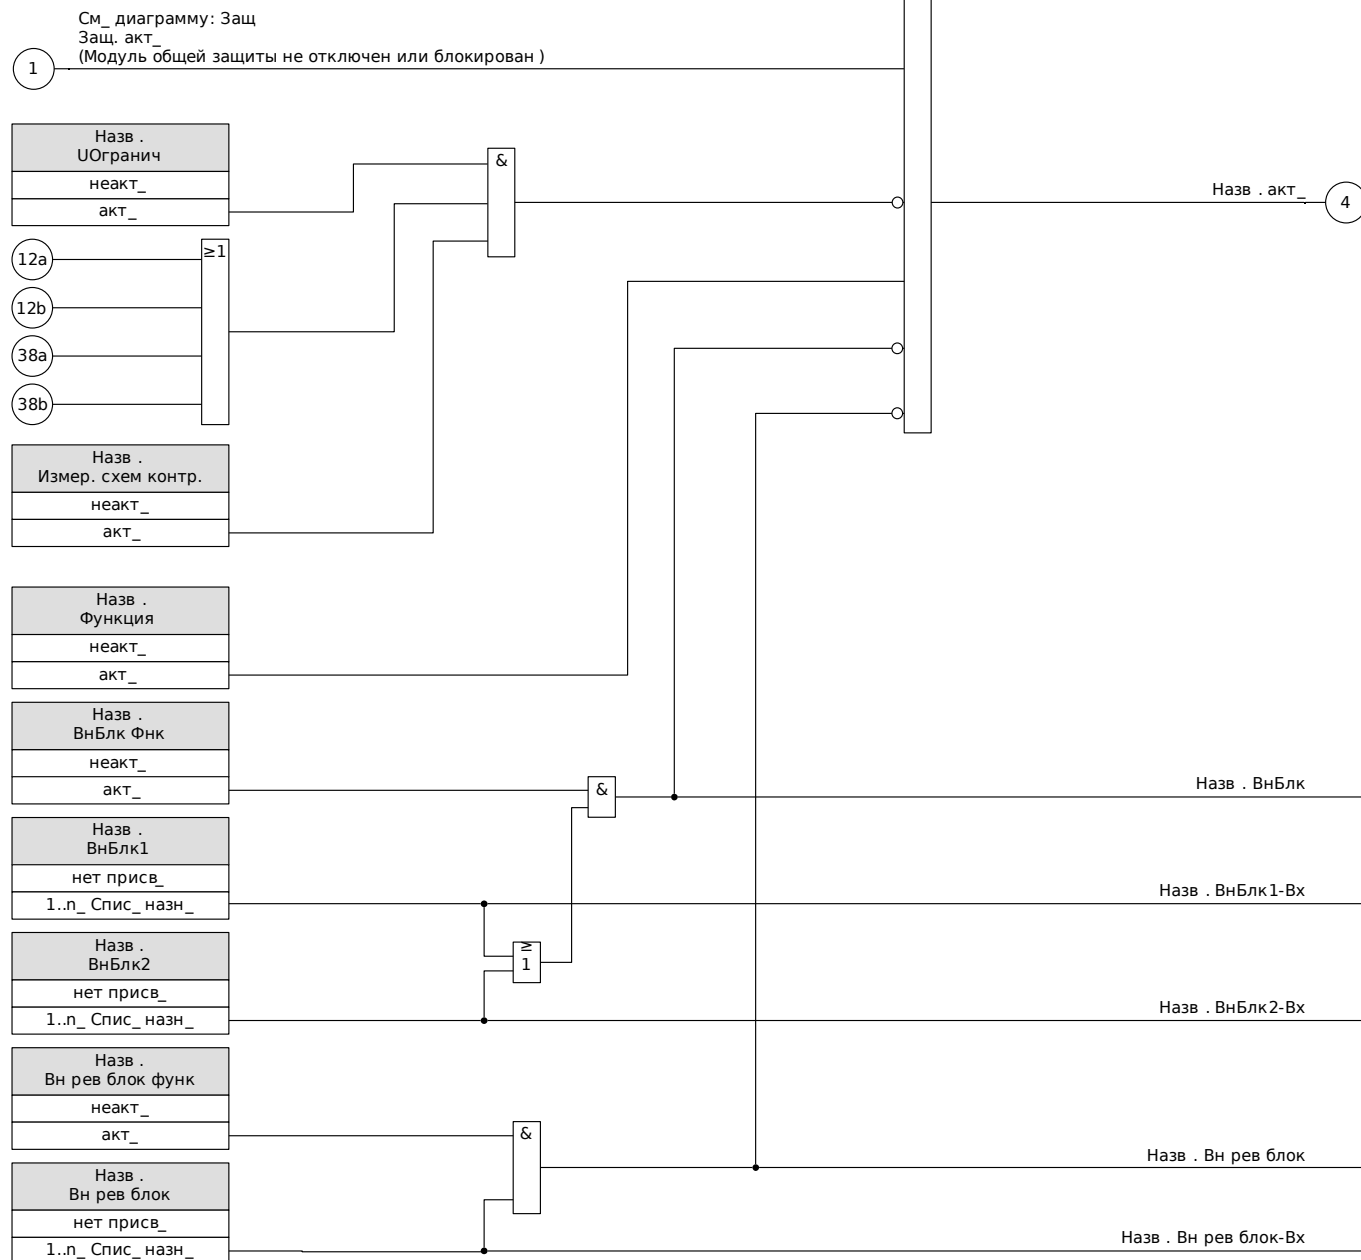 См_ диаграмму: Защ
Защ. акт_
(Модуль общей защиты не отключен или блокирован )
1
Назв .
UОгранич
неакт_
акт_
&
Назв . акт_
4
12a
≥1
12b
38a
38b
Назв .
Измер. схем контр.
неакт_
акт_
Назв .
Функция
неакт_
акт_
Назв .
ВнБлк Фнк
неакт_
акт_
&
Назв . ВнБлк
Назв .
ВнБлк1
нет присв_
1..n_ Спис_ назн_
Назв . ВнБлк1-Вх
≥
1
Назв .
ВнБлк2
нет присв_
1..n_ Спис_ назн_
Назв . ВнБлк2-Вх
Назв .
Вн рев блок функ
неакт_
акт_
&
Назв . Вн рев блок
Назв .
Вн рев блок
нет присв_
1..n_ Спис_ назн_
Назв . Вн рев блок-Вх